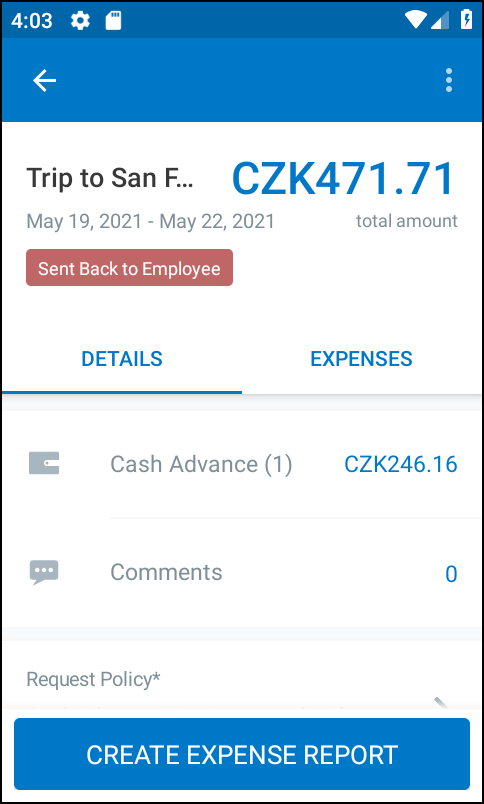 4:03
Trip to San F... CZK471.71
May 19, 2021 - May 22, 2021 total amount
Sent Back to Employee
DETAILS EXPENSES
Cash Advance (1) CZK246.16
Comments 0
Request Policy*
CREATE EXPENSE REPORT